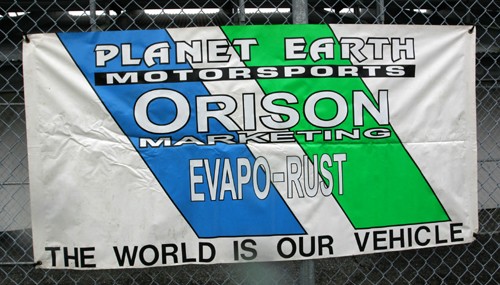 PLANET EARTH
MOTORSPORTS
ORISON
MARKETING
EVAPO-RUST
THE WORLD IS OUR VEHICLE